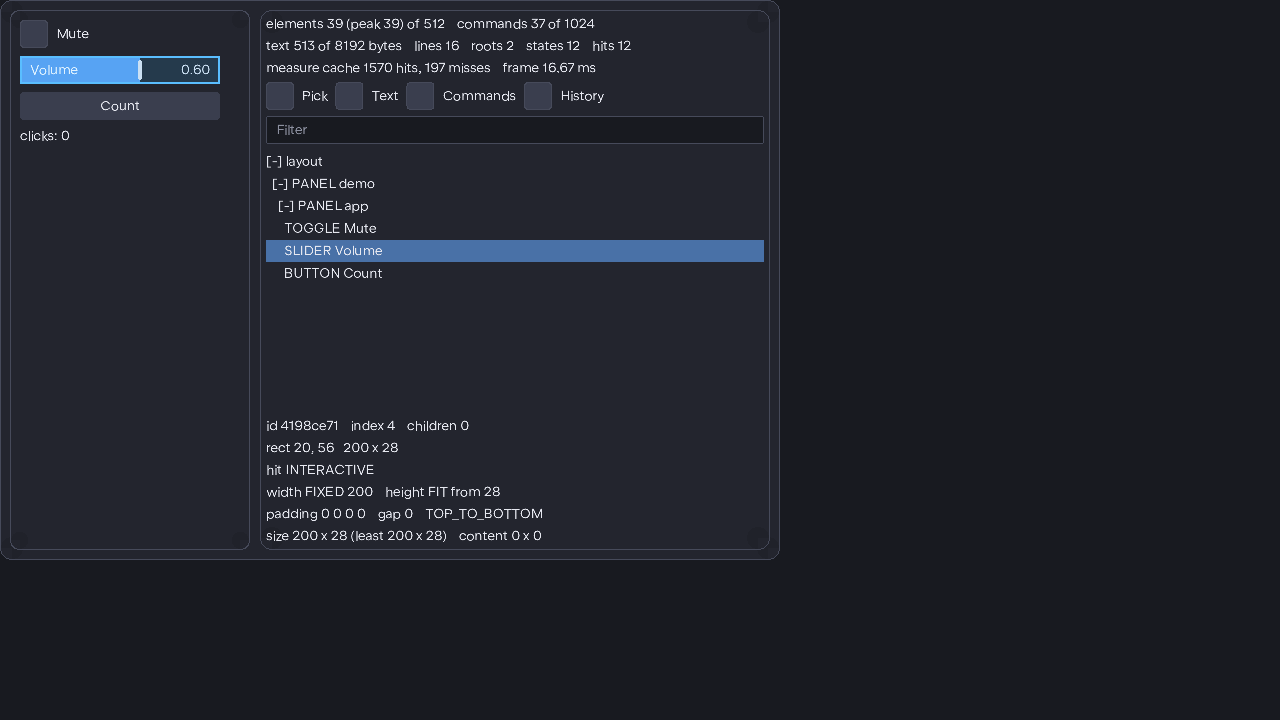 Mute
Volume 0.60
Count
clicks: 0
elements 39 (peak 39) of 512 commands 37 of 1024
text 513 of 8192 bytes lines 16 roots 2 states 12 hits 12
measure cache 1570 hits, 197 misses frame 16.67 ms
Pick Text Commands History
Filter
[-] layout
[-] PANEL demo
[-] PANEL app
TOGGLE Mute
SLIDER Volume
BUTTON Count
id 4198ce71 index 4 children 0
rect 20, 56 200 x 28
hit INTERACTIVE
width FIXED 200 height FIT from 28
padding 0 0 0 0 gap 0 TOP_TO_BOTTOM
size 200 x 28 (least 200 x 28) content 0 x 0